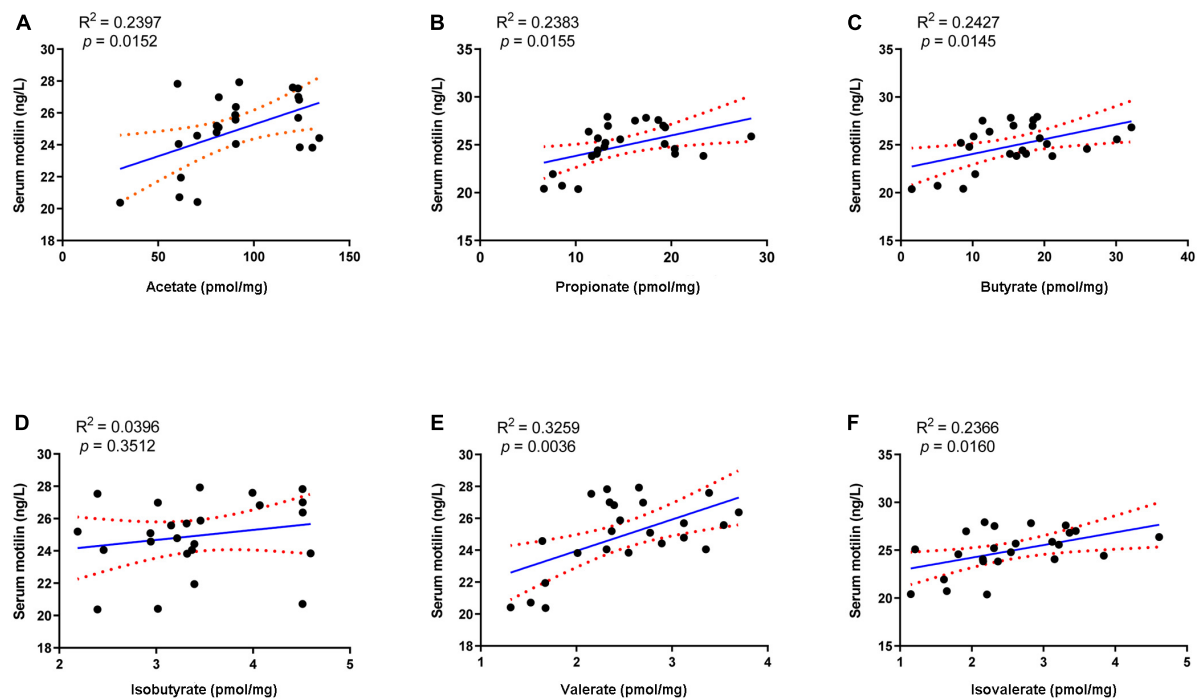 A
R² = 0.2397
p = 0.0152
Serum motilin (ng/L)
30
28
26
24
22
20
18
0 50 100 150
Acetate (pmol/mg)
B
R² = 0.2383
p = 0.0155
Serum motilin (ng/L)
35
30
25
20
15
0 10 20 30
Propionate (pmol/mg)
C
R² = 0.2427
p = 0.0145
Serum motilin (ng/L)
35
30
25
20
15
0 10 20 30 40
Butyrate (pmol/mg)
D
R² = 0.0396
p = 0.3512
Serum motilin (ng/L)
30
28
26
24
22
20
18
2 3 4 5
Isobutyrate (pmol/mg)
E
R² = 0.3259
p = 0.0036
Serum motilin (ng/L)
30
28
26
24
22
20
18
1 2 3 4
Valerate (pmol/mg)
F
R² = 0.2366
p = 0.0160
Serum motilin (ng/L)
35
30
25
20
15
1 2 3 4 5
Isovalerate (pmol/mg)